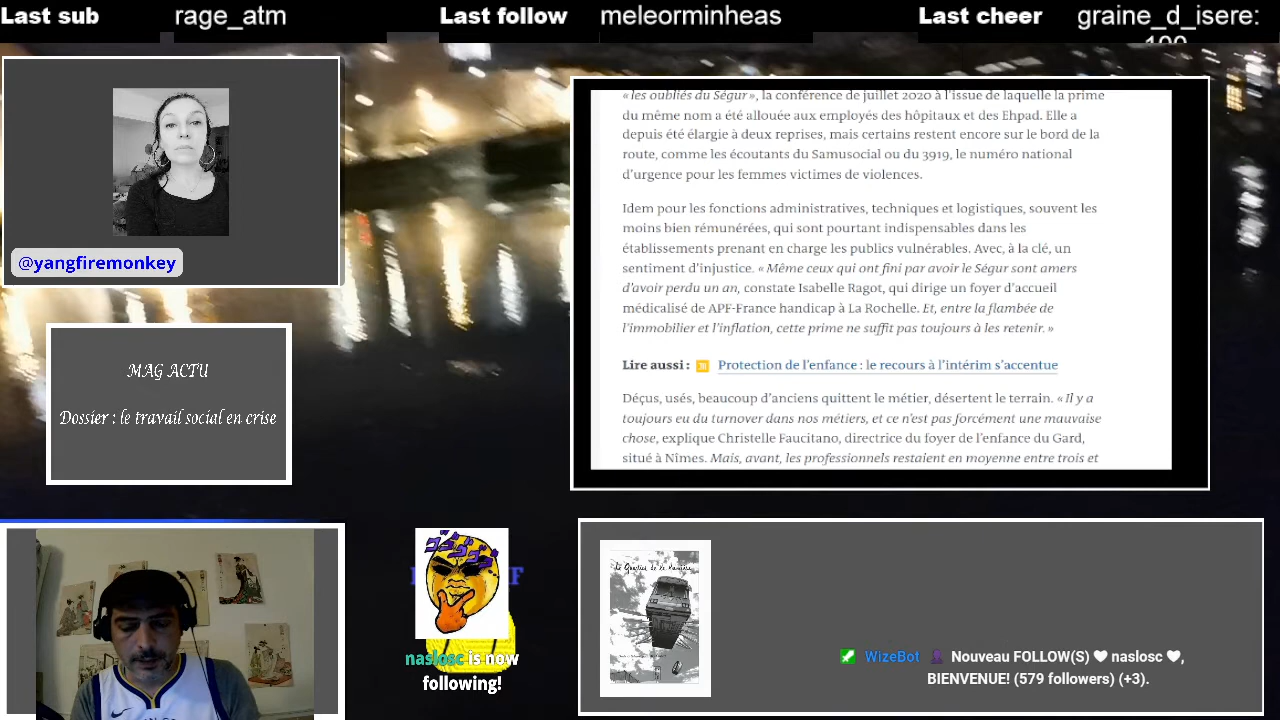 Last sub
rage_atm
Last follow
meleorminheas
Last cheer
graine_d_isere:
100
@yangfiremonkey
MAG ACTU
Dossier : le travail social en crise
« les oubliés du Ségur », la conférence de juillet 2020 à l'issue de laquelle la prime
du même nom a été allouée aux employés des hôpitaux et des Ehpad. Elle a
depuis été élargie à deux reprises, mais certains restent encore sur le bord de la
route, comme les écoutants du Samusocial ou du 3919, le numéro national
d'urgence pour les femmes victimes de violences.
Idem pour les fonctions administratives, techniques et logistiques, souvent les
moins bien rémunérées, qui sont pourtant indispensables dans les
établissements prenant en charge les publics vulnérables. Avec, à la clé, un
sentiment d'injustice. « Même ceux qui ont fini par avoir le Ségur sont amers
d'avoir perdu un an, constate Isabelle Ragot, qui dirige un foyer d'accueil
médicalisé de APF-France handicap à La Rochelle. Et, entre la flambée de
l'immobilier et l'inflation, cette prime ne suffit pas toujours à les retenir. »
Lire aussi : Protection de l'enfance : le recours à l'intérim s'accentue
Déçus, usés, beaucoup d'anciens quittent le métier, désertent le terrain. « Il y a
toujours eu du turnover dans nos métiers, et ce n'est pas forcément une mauvaise
chose, explique Christelle Faucitano, directrice du foyer de l'enfance du Gard,
situé à Nîmes. Mais, avant, les professionnels restaient en moyenne entre trois et
naslosc is now
following!
WizeBot Nouveau FOLLOW(S) naslosc ,
BIENVENUE! (579 followers) (+3).